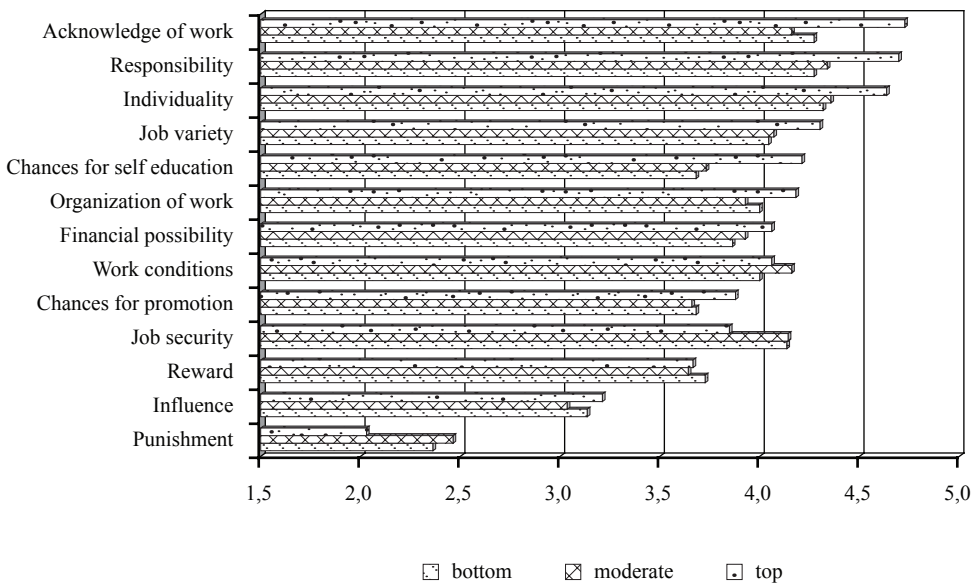 Acknowledge of work
Responsibility
Individuality
Job variety
Chances for self education
Organization of work
Financial possibility
Work conditions
Chances for promotion
Job security
Reward
Influence
Punishment
1,5 2,0 2,5 3,0 3,5 4,0 4,5 5,0
bottom moderate top